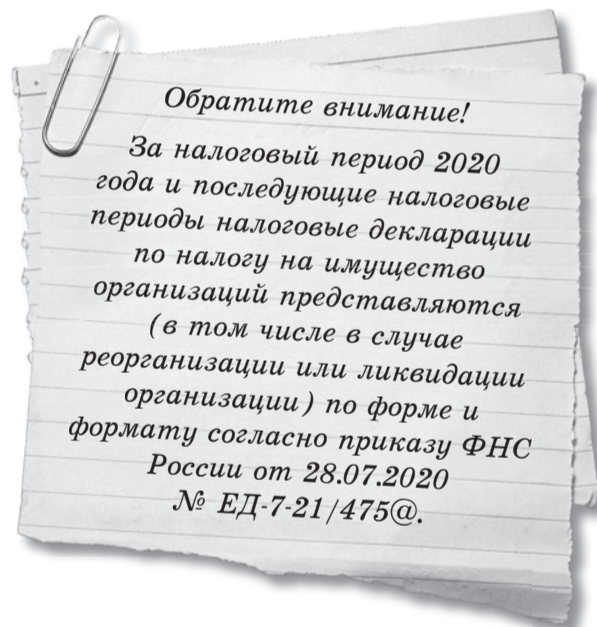 Обратите внимание!
За налоговый период 2020
года и последующие налоговые
периоды налоговые декларации
по налогу на имущество
организаций представляются
(в том числе в случае
реорганизации или ликвидации
организации) по форме и
формату согласно приказу ФНС
России от 28.07.2020
№ ЕД-7-21/475@.